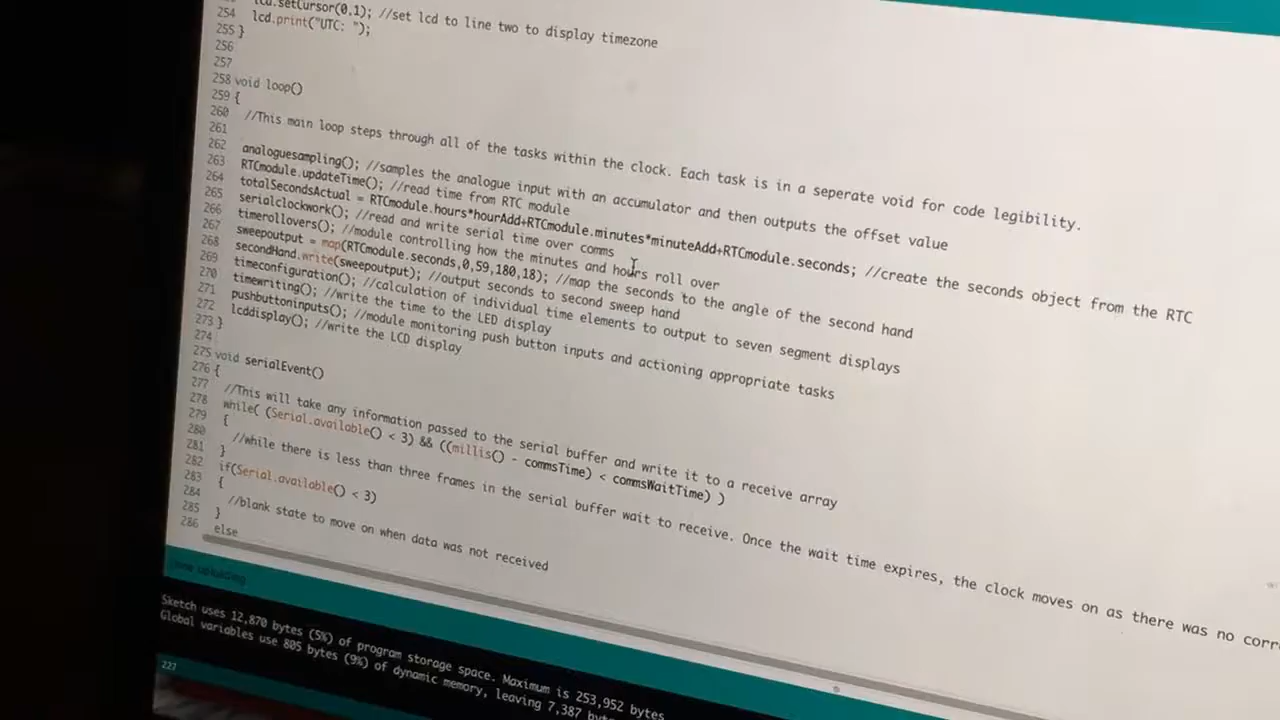 lcd.setCursor(0,1); //set lcd to line two to display timezone
254 lcd.print("UTC: ");
255 }
256
257
258 void loop()
259 {
260 //This main loop steps through all of the tasks within the clock. Each task is in a seperate void for code legibility.
261
262 analoguesampling(); //samples the analogue input with an accumulator and then outputs the offset value
263 RTCmodule.updateTime(); //read time from RTC module
264 totalSecondsActual = RTCmodule.hours*hourAdd+RTCmodule.minutes*minuteAdd+RTCmodule.seconds; //create the seconds object from the RTC
265 serialclockwork(); //read and write serial time over comms
266 timerollovers(); //module controlling how the minutes and hours roll over
267 sweepoutput = map(RTCmodule.seconds,0,59,180,18); //map the seconds to the angle of the second hand
268 secondHand.write(sweepoutput); //output seconds to second sweep hand
269 timeconfiguration(); //calculation of individual time elements to output to seven segment displays
270 timewriting(); //write the time to the LED display
271 pushbuttoninputs(); //module monitoring push button inputs and actioning appropriate tasks
272 lcddisplay(); //write the LCD display
273 }
274
275 void serialEvent()
276 {
277 //This will take any information passed to the serial buffer and write it to a receive array
278 while( (Serial.available() < 3) && ((millis() - commsTime) < commsWaitTime) )
279 {
280 //while there is less than three frames in the serial buffer wait to receive. Once the wait time expires, the clock moves on as there was no corr
281 }
282 if(Serial.available() < 3)
283 {
284 //blank state to move on when data was not received
285 }
286 else
Done uploading
Sketch uses 12,870 bytes (5%) of program storage space. Maximum is 253,952 bytes
Global variables use 805 bytes (9%) of dynamic memory, leaving 7,387 byt
227